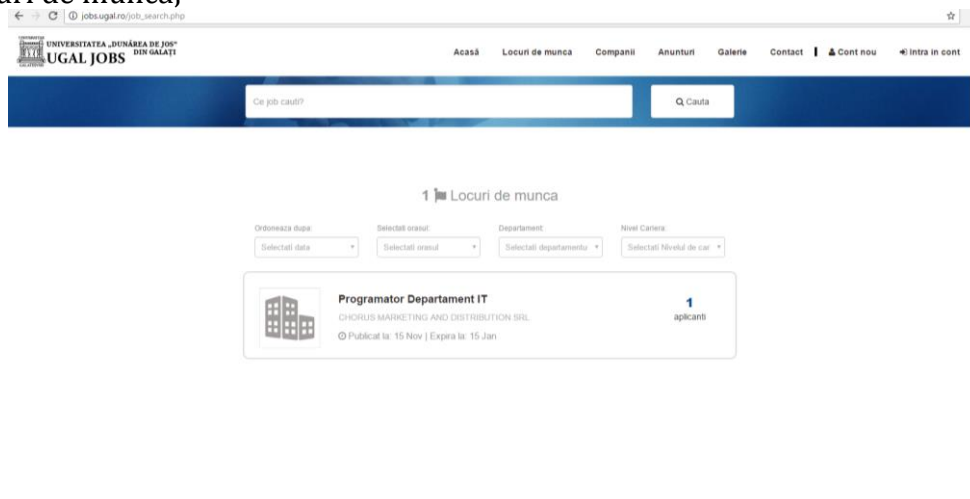 jobs.ugal.ro/job_search.php
UNIVERSITATEA „DUNĂREA DE JOS"
DIN GALAȚI
UGAL JOBS
Acasă Locuri de munca Companii Anunturi Galerie Contact Cont nou Intra in cont
Ce job cauti?
Cauta
1 Locuri de munca
Ordoneaza dupa: Selectati orasul: Departament: Nivel Cariera:
Selectati data Selectati orasul Selectati departamentu Selectati Nivelul de car
Programator Departament IT
CHORUS MARKETING AND DISTRIBUTION SRL
Publicat la: 15 Nov | Expira la: 15 Jan
1
aplicanti